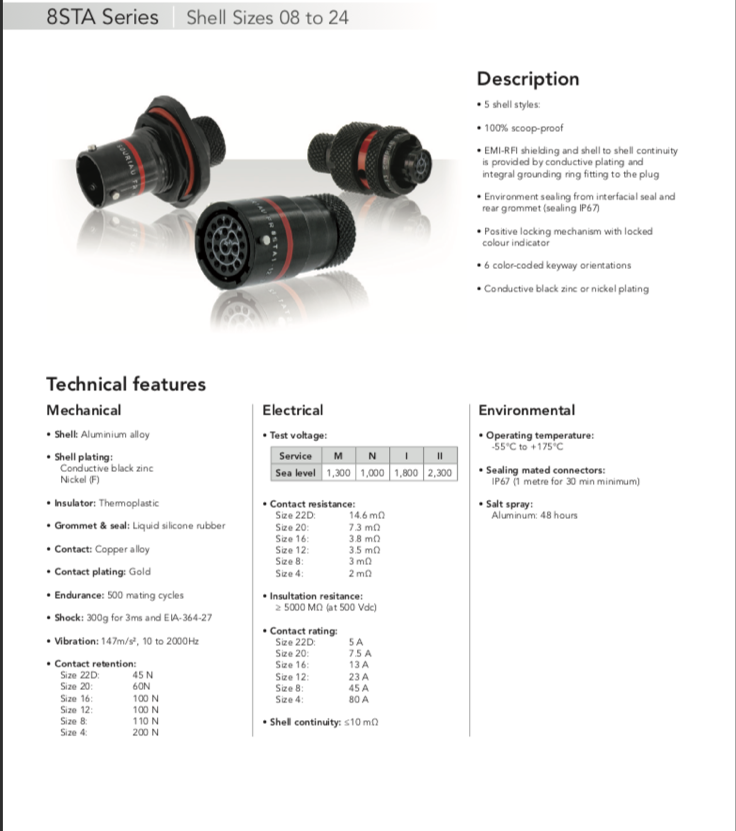 8STA Series | Shell Sizes 08 to 24
Description
• 5 shell styles:
• 100% scoop-proof
• EMI-RFI shielding and shell to shell continuity
is provided by conductive plating and
integral grounding ring fitting to the plug
• Environment sealing from interfacial seal and
rear grommet (sealing IP67)
• Positive locking mechanism with locked
colour indicator
• 6 color-coded keyway orientations
• Conductive black zinc or nickel plating
Technical features
Mechanical
• Shell: Aluminium alloy
• Shell plating:
Conductive black zinc
Nickel (F)
• Insulator: Thermoplastic
• Grommet & seal: Liquid silicone rubber
• Contact: Copper alloy
• Contact plating: Gold
• Endurance: 500 mating cycles
• Shock: 300g for 3ms and EIA-364-27
• Vibration: 147m/s², 10 to 2000Hz
• Contact retention:
Size 22D: 45 N
Size 20: 60N
Size 16: 100 N
Size 12: 100 N
Size 8: 110 N
Size 4: 200 N
Electrical
• Test voltage:
Service M N I II
Sea level 1,300 1,000 1,800 2,300
• Contact resistance:
Size 22D: 14.6 mΩ
Size 20: 7.3 mΩ
Size 16: 3.8 mΩ
Size 12: 3.5 mΩ
Size 8: 3 mΩ
Size 4: 2 mΩ
• Insultation resitance:
≥ 5000 MΩ (at 500 Vdc)
• Contact rating:
Size 22D: 5 A
Size 20: 7.5 A
Size 16: 13 A
Size 12: 23 A
Size 8: 45 A
Size 4: 80 A
• Shell continuity: ≤10 mΩ
Environmental
• Operating temperature:
-55°C to +175°C
• Sealing mated connectors:
IP67 (1 metre for 30 min minimum)
• Salt spray:
Aluminum: 48 hours